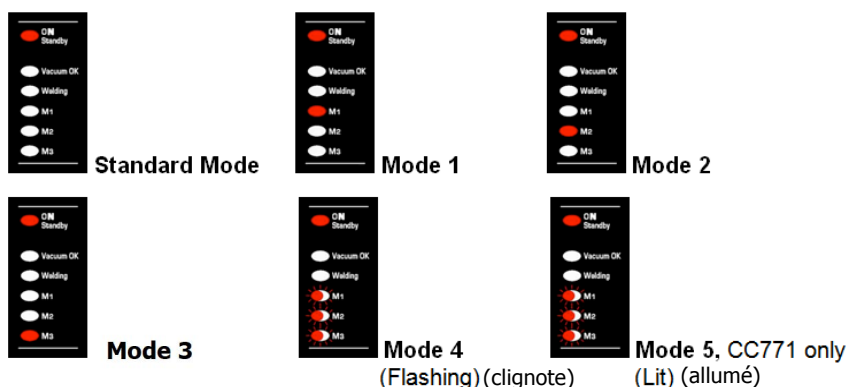 ON
Standby
Vacuum OK
Welding
M1
M2
M3
Standard Mode
ON
Standby
Vacuum OK
Welding
M1
M2
M3
Mode 1
ON
Standby
Vacuum OK
Welding
M1
M2
M3
Mode 2
ON
Standby
Vacuum OK
Welding
M1
M2
M3
Mode 3
ON
Standby
Vacuum OK
Welding
M1
M2
M3
Mode 4
(Flashing) (clignote)
ON
Standby
Vacuum OK
Welding
M1
M2
M3
Mode 5, CC771 only
(Lit) (allumé)